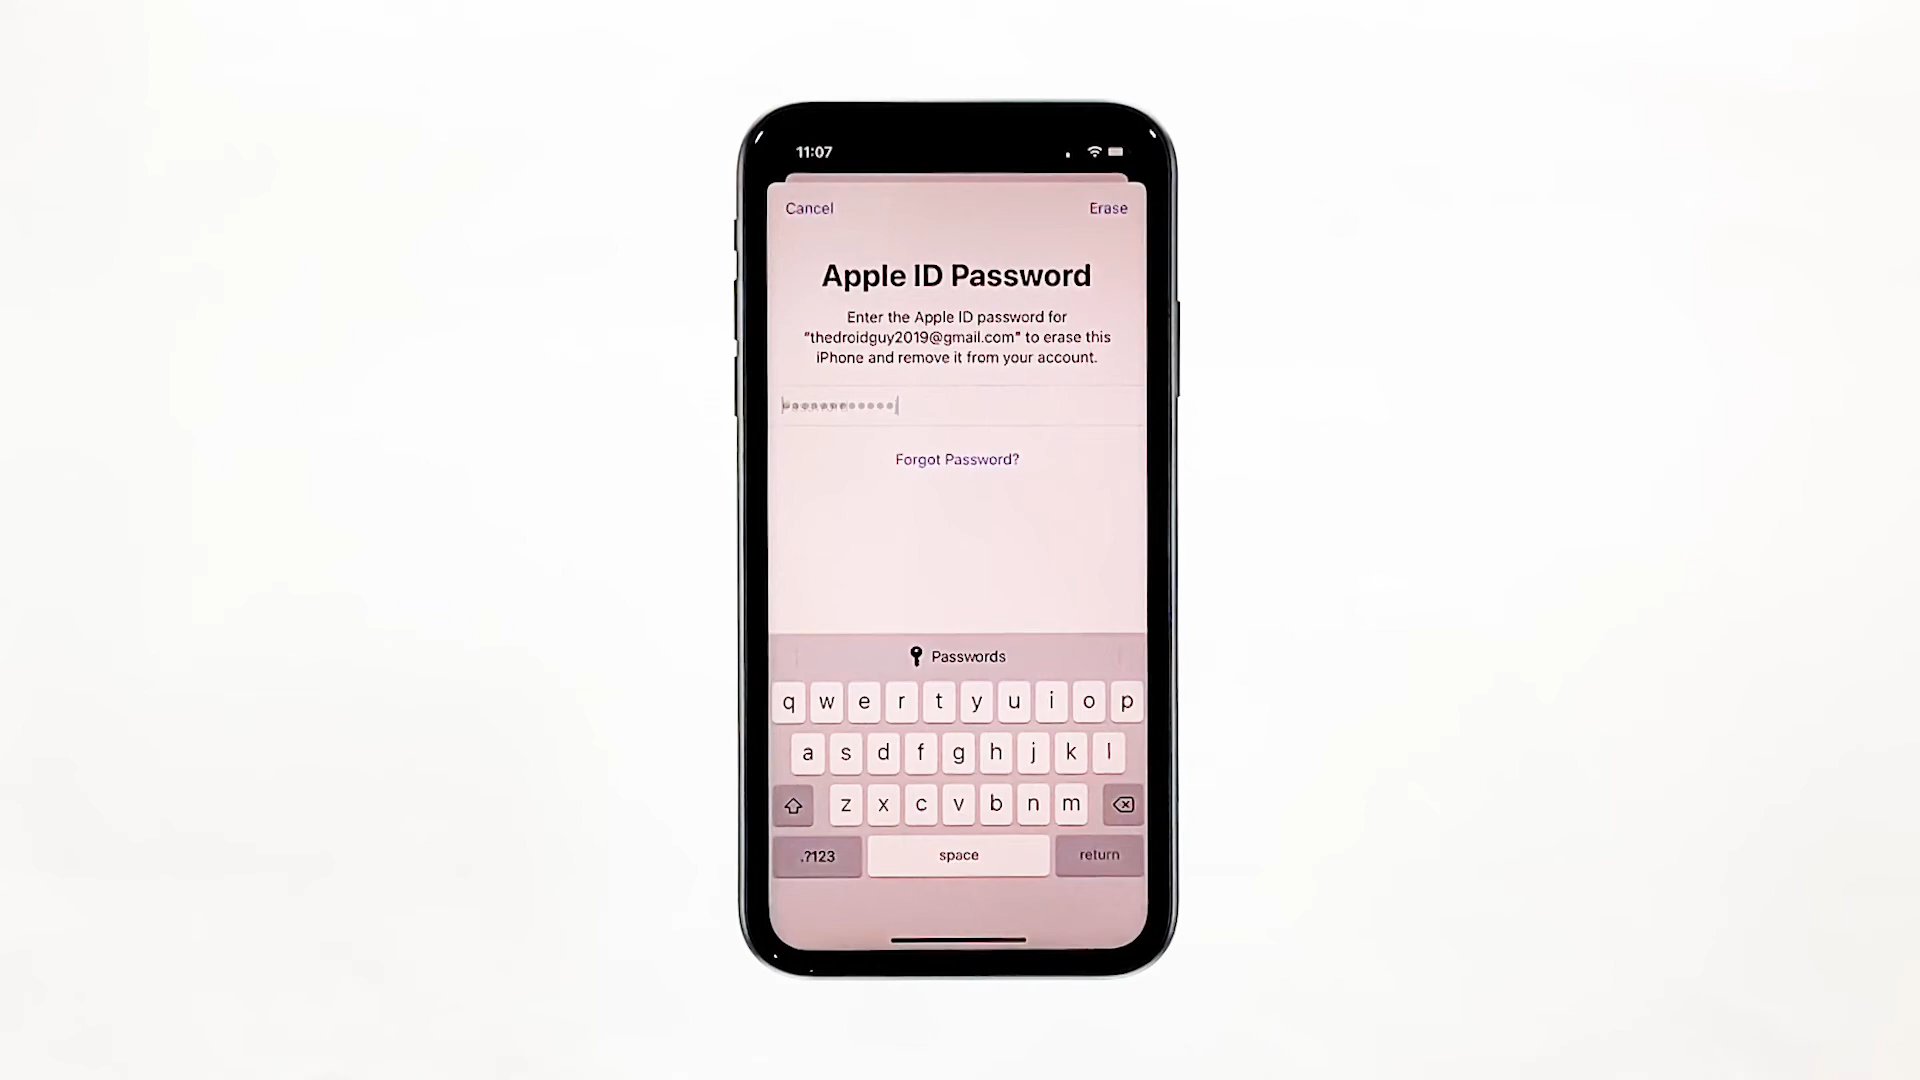 11:07
Cancel
Erase
Apple ID Password
Enter the Apple ID password for
"thedroidguy2019@gmail.com" to erase this
iPhone and remove it from your account.
Forgot Password?
Passwords
q w e r t y u i o p
a s d f g h j k l
z x c v b n m
.?123
space
return